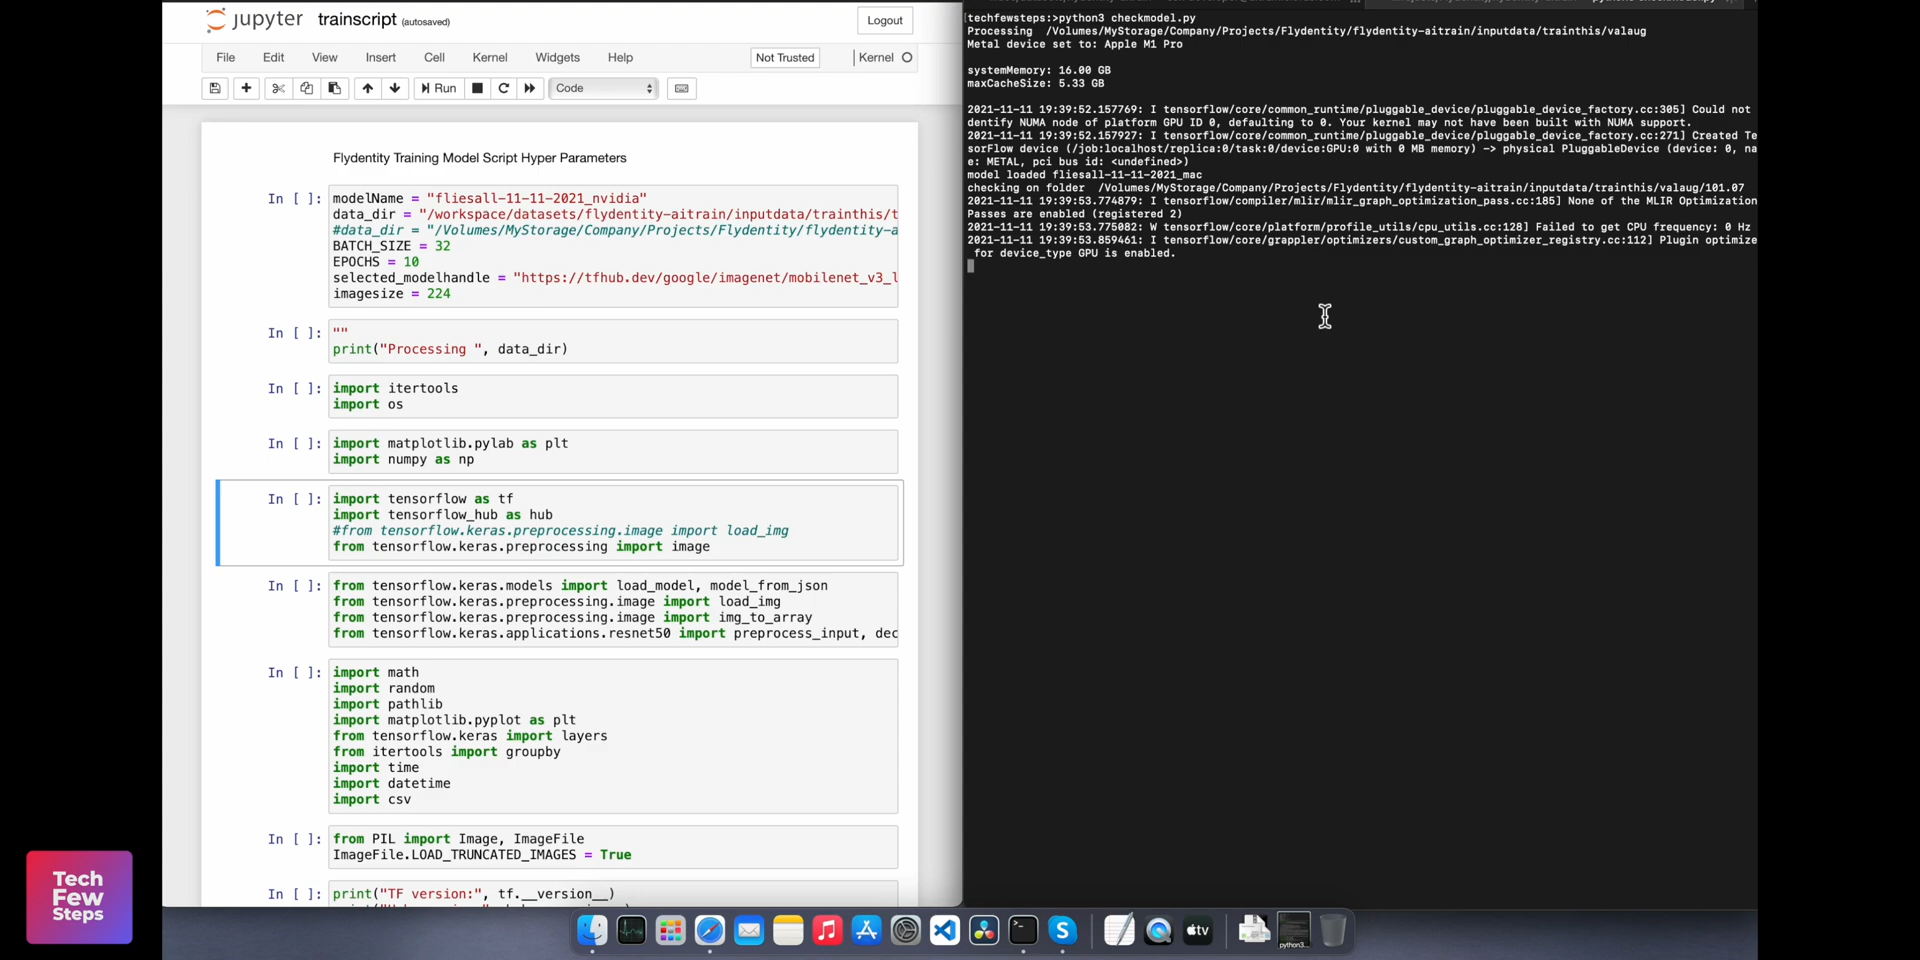 jupyter trainscript (autosaved)
Logout
File Edit View Insert Cell Kernel Widgets Help
Not Trusted
Kernel
Run
Code
Flydentity Training Model Script Hyper Parameters
In [ ]:
modelName = "fliesall-11-11-2021_nvidia"
data_dir = "/workspace/datasets/flydentity-aitrain/inputdata/trainthis/t
#data_dir = "/Volumes/MyStorage/Company/Projects/Flydentity/flydentity-a
BATCH_SIZE = 32
EPOCHS = 10
selected_modelhandle = "https://tfhub.dev/google/imagenet/mobilenet_v3_l
imagesize = 224
In [ ]:
""
print("Processing ", data_dir)
In [ ]:
import itertools
import os
In [ ]:
import matplotlib.pylab as plt
import numpy as np
In [ ]:
import tensorflow as tf
import tensorflow_hub as hub
#from tensorflow.keras.preprocessing.image import load_img
from tensorflow.keras.preprocessing import image
In [ ]:
from tensorflow.keras.models import load_model, model_from_json
from tensorflow.keras.preprocessing.image import load_img
from tensorflow.keras.preprocessing.image import img_to_array
from tensorflow.keras.applications.resnet50 import preprocess_input, dec
In [ ]:
import math
import random
import pathlib
import matplotlib.pyplot as plt
from tensorflow.keras import layers
from itertools import groupby
import time
import datetime
import csv
In [ ]:
from PIL import Image, ImageFile
ImageFile.LOAD_TRUNCATED_IMAGES = True
In [ ]:
print("TF version:", tf.__version__)
[techfewsteps:>python3 checkmodel.py
Processing  /Volumes/MyStorage/Company/Projects/Flydentity/flydentity-aitrain/inputdata/trainthis/valaug
Metal device set to: Apple M1 Pro
systemMemory: 16.00 GB
maxCacheSize: 5.33 GB
2021-11-11 19:39:52.157769: I tensorflow/core/common_runtime/pluggable_device/pluggable_device_factory.cc:305] Could not
dentify NUMA node of platform GPU ID 0, defaulting to 0. Your kernel may not have been built with NUMA support.
2021-11-11 19:39:52.157927: I tensorflow/core/common_runtime/pluggable_device/pluggable_device_factory.cc:271] Created Te
sorFlow device (/job:localhost/replica:0/task:0/device:GPU:0 with 0 MB memory) -> physical PluggableDevice (device: 0, na
e: METAL, pci bus id: <undefined>)
model loaded fliesall-11-11-2021_mac
checking on folder  /Volumes/MyStorage/Company/Projects/Flydentity/flydentity-aitrain/inputdata/trainthis/valaug/101.07
2021-11-11 19:39:53.774879: I tensorflow/compiler/mlir/mlir_graph_optimization_pass.cc:185] None of the MLIR Optimization
Passes are enabled (registered 2)
2021-11-11 19:39:53.775082: W tensorflow/core/platform/profile_utils/cpu_utils.cc:128] Failed to get CPU frequency: 0 Hz
2021-11-11 19:39:53.859461: I tensorflow/core/grappler/optimizers/custom_graph_optimizer_registry.cc:112] Plugin optimize
for device_type GPU is enabled.
Tech
Few
Steps
tv
python3...